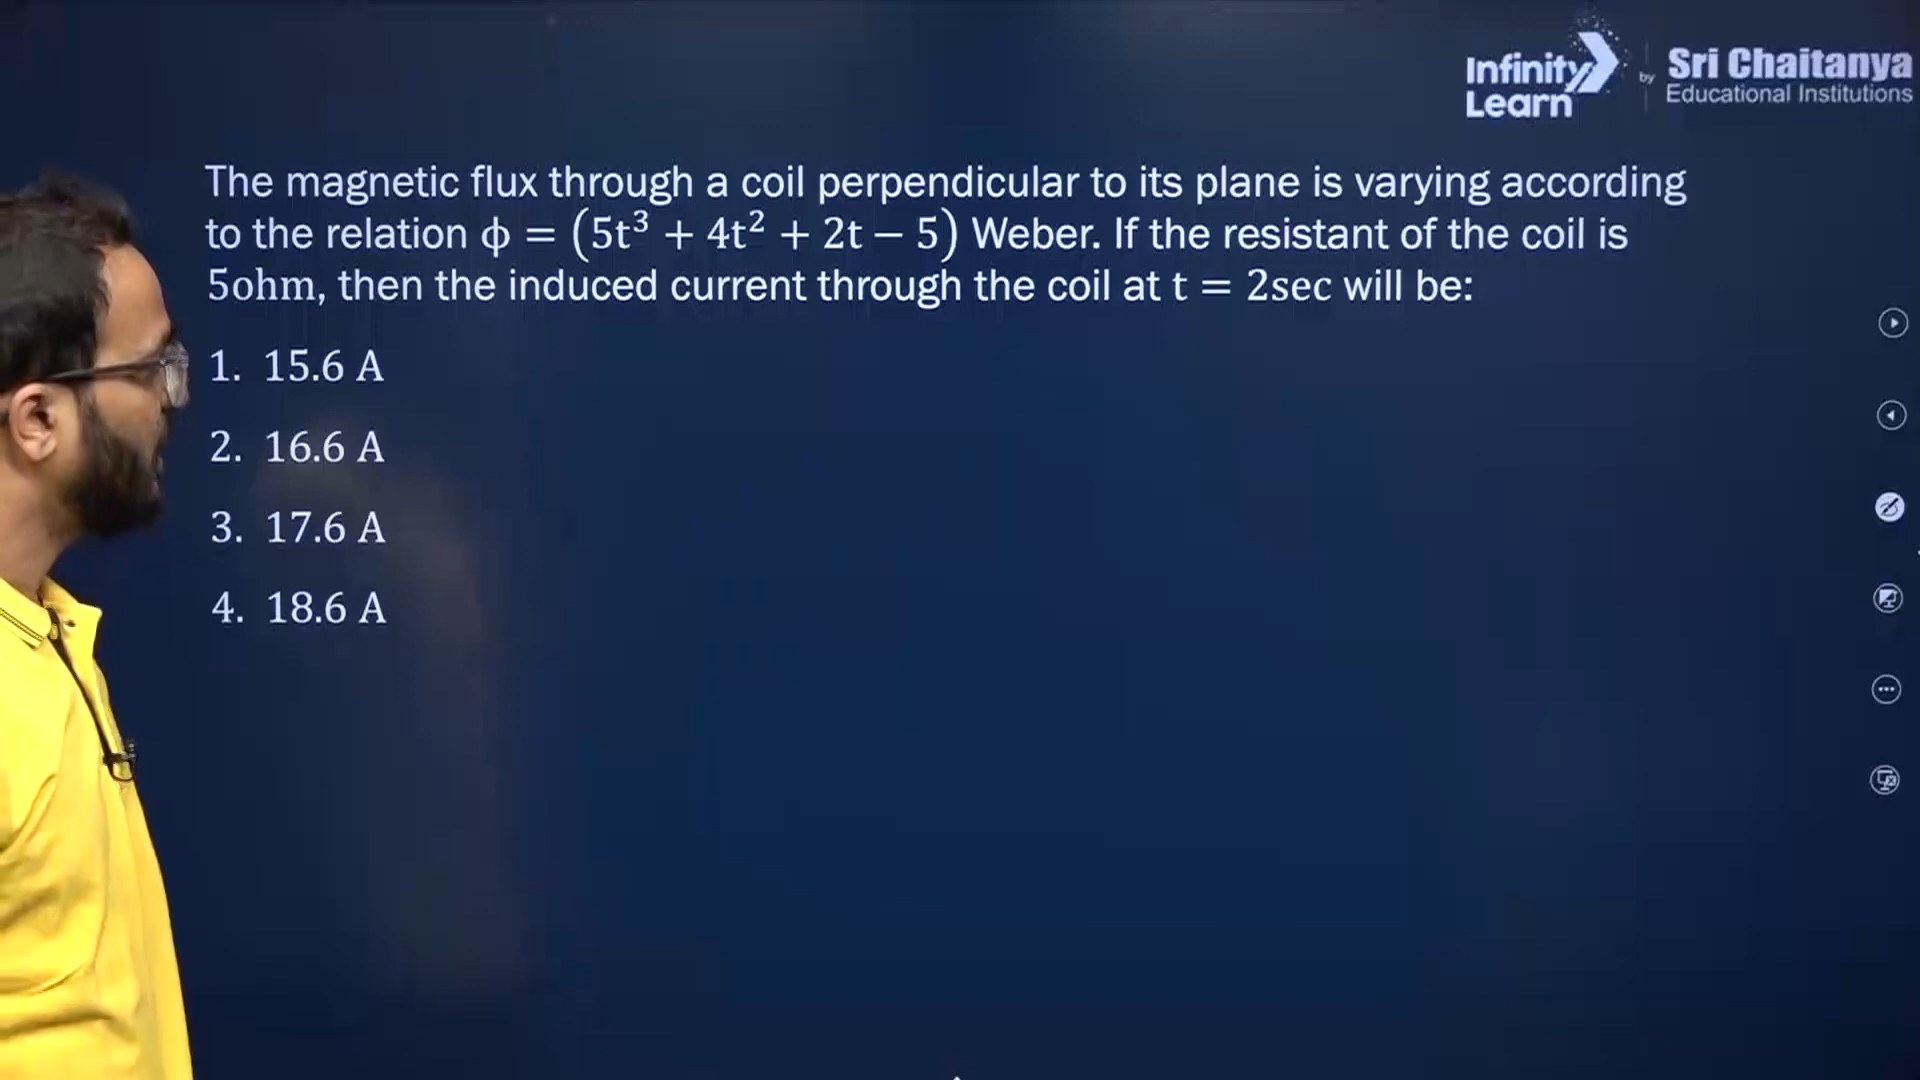 Infinity
Learn
by
Sri Chaitanya
Educational Institutions
The magnetic flux through a coil perpendicular to its plane is varying according
to the relation ϕ = (5t³ + 4t² + 2t − 5) Weber. If the resistant of the coil is
5ohm, then the induced current through the coil at t = 2sec will be:
1. 15.6 A
2. 16.6 A
3. 17.6 A
4. 18.6 A